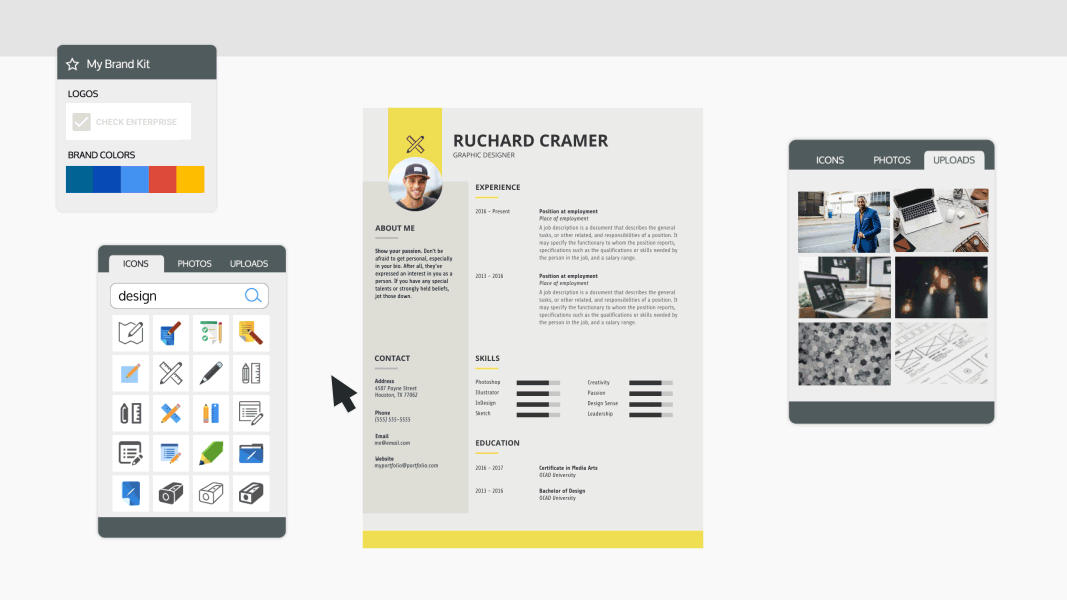 My Brand Kit
LOGOS
CHECK ENTERPRISE
BRAND COLORS
ICONS PHOTOS UPLOADS
design
RUCHARD CRAMER
GRAPHIC DESIGNER
ABOUT ME
Show your passion. Don't be
afraid to get personal, especially
in your bio. After all, they've
expressed an interest in you as a
person. If you have any special
talents or strongly held beliefs,
jot those down.
CONTACT
Address
4587 Payne Street
Houston, TX 77062
Phone
(555) 555-5555
Email
me@email.com
Website
myportfolio@portfolio.com
EXPERIENCE
2016 - Present Position at employment
Place of employment
A job description is a document that describes the general
tasks, or other related, and responsibilities of a position. It
may specify the functionary to whom the position reports,
specifications such as the qualifications or skills needed by
the person in the job, and a salary range.
2013 - 2016 Position at employment
Place of employment
A job description is a document that describes the general
tasks, or other related, and responsibilities of a position. It
may specify the functionary to whom the position reports,
specifications such as the qualifications or skills needed by
the person in the job, and a salary range.
SKILLS
Photoshop Creativity
Illustrator Passion
InDesign Design Sense
Sketch Leadership
EDUCATION
2016 - 2017 Certificate in Media Arts
OCAD University
2013 - 2016 Bachelor of Design
OCAD University
ICONS PHOTOS UPLOADS